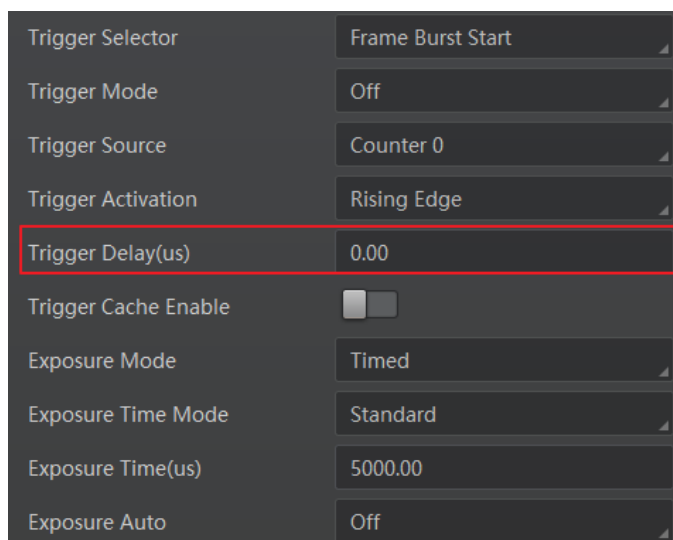 Trigger Selector Frame Burst Start
Trigger Mode Off
Trigger Source Counter 0
Trigger Activation Rising Edge
Trigger Delay(us) 0.00
Trigger Cache Enable
Exposure Mode Timed
Exposure Time Mode Standard
Exposure Time(us) 5000.00
Exposure Auto Off